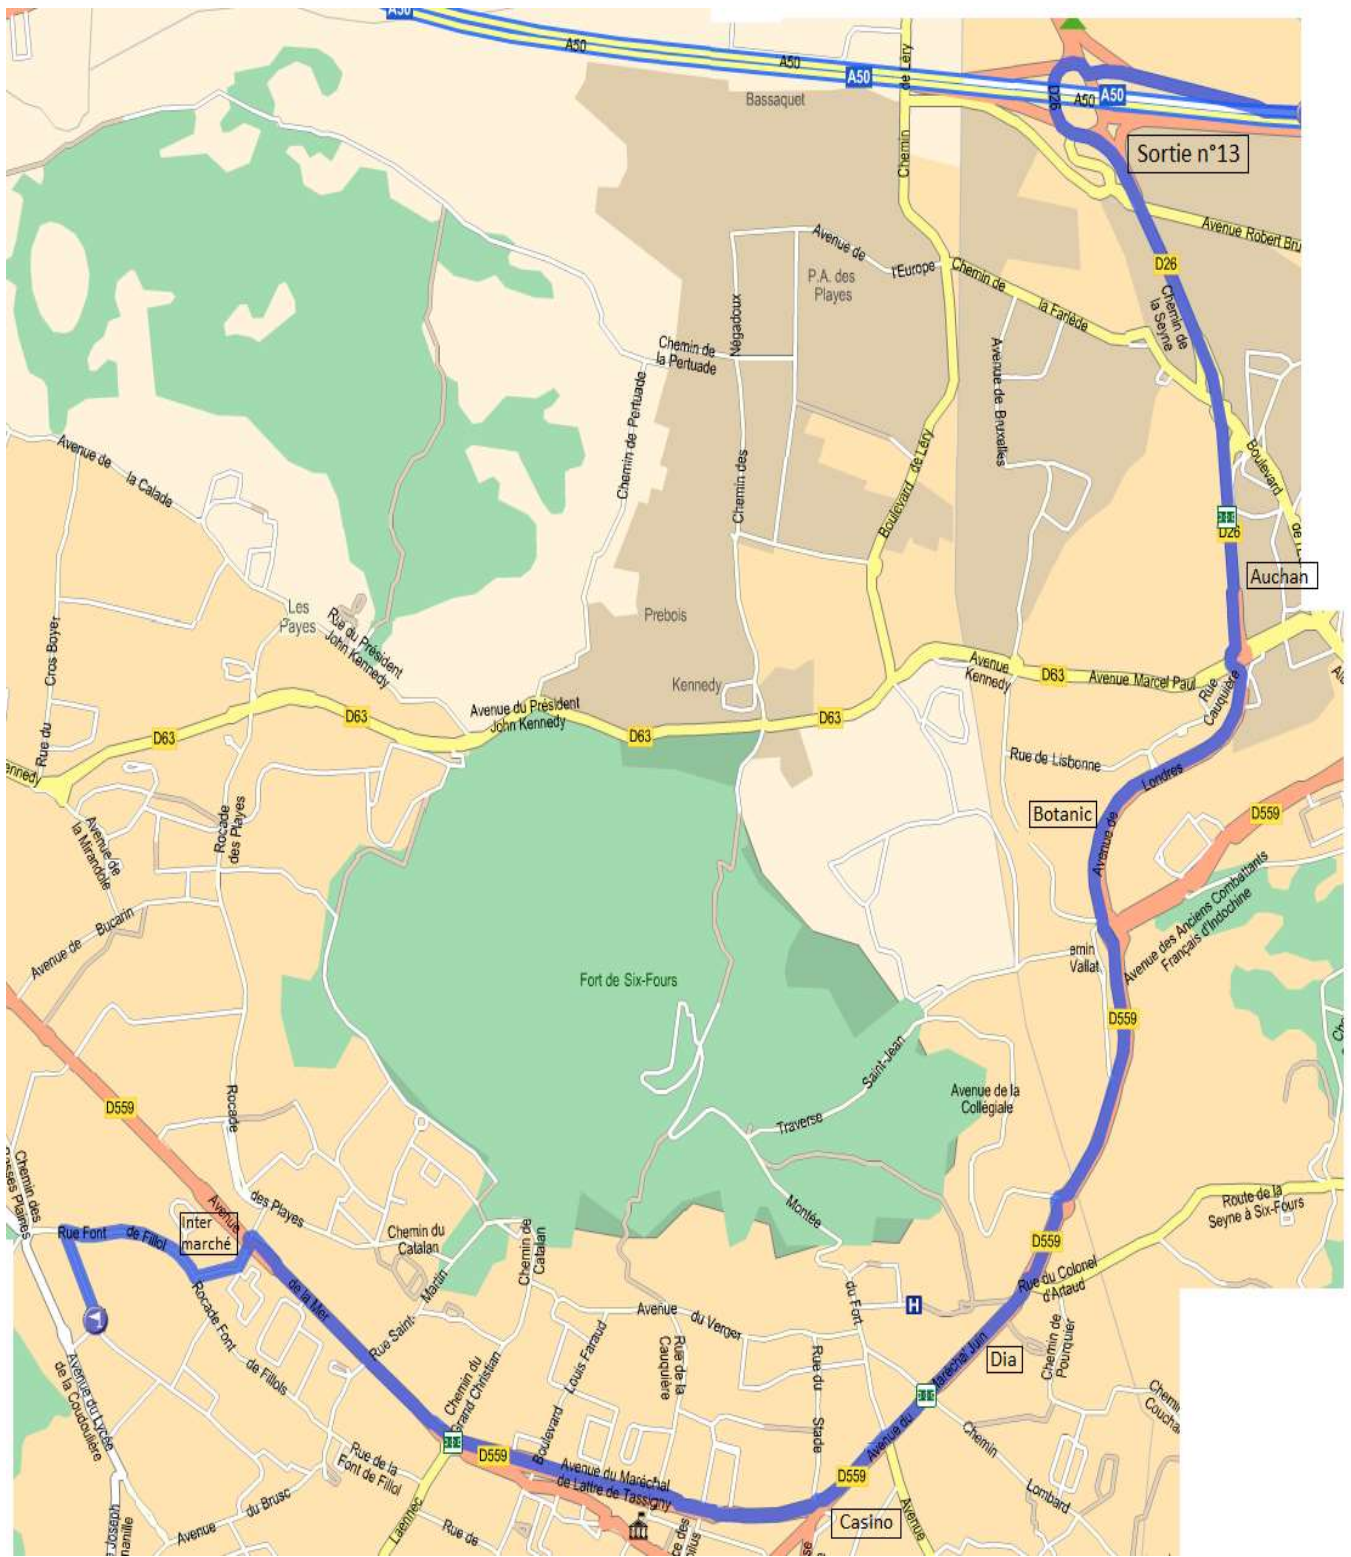 A50
A50
A50
A50
de Léry
Chemin
Bassaquet
D26
A50
A50
Sortie n°13
Avenue Robert Bru
Avenue de
l'Europe
P.A. des
Playes
Chemin de
la Farlède
D26
Chemin de
la Seyne
Négadoux
Chemin de
la Pertuade
Chemin de Pertuade
Avenue de Bruxelles
Boulevard de Léry
Chemin des
Boulevard
Avenue de
la Calade
D26
Auchan
Les
Payes
Rue du Président
John Kennedy
Prebois
Kennedy
Rue du Cros Boyer
Avenue du Président
John Kennedy
D63
D63
D63
D63
Avenue
Kennedy
D63
Avenue Marcel Paul
Rue
Cauquière
Rue de Lisbonne
Londres
Avenue de
Botanic
D559
ennedy
Avenue de
la Mirandole
Rocade
des Playes
Avenue de Bucarin
Avenue des Anciens Combattants
Français d'Indochine
emin
Vallat
Fort de Six-Fours
D559
D559
Saint-Jean
Traverse
Avenue de la
Collégiale
Rocade
des Playes
Chemin des
Basses Plaines
Rue Font de Fillol
Inter
marché
Avenue
de la Mer
Chemin du
Catalan
Chemin de
Catalan
Montée
du Fort
Route de la
Seyne à Six-Fours
D559
Rue du Colonel
d'Artaud
H
Rocade Font
de Fillols
Rue Saint-Martin
Avenue du Verger
Boulevard Louis Faraud
Rue de la
Cauquière
Rue du
Stade
Maréchal Juin
Avenue du
Dia
Chemin de
Pourquier
Chemin
Lombard
Avenue du Lycée
de la Coudoulière
Chemin du
Grand Christian
D559
Avenue du Maréchal
de Lattre de Tassigny
D559
Casino
Avenue
Rue de la
Font de Fillol
Avenue du Brusc
Laennec
Rue de
Joseph